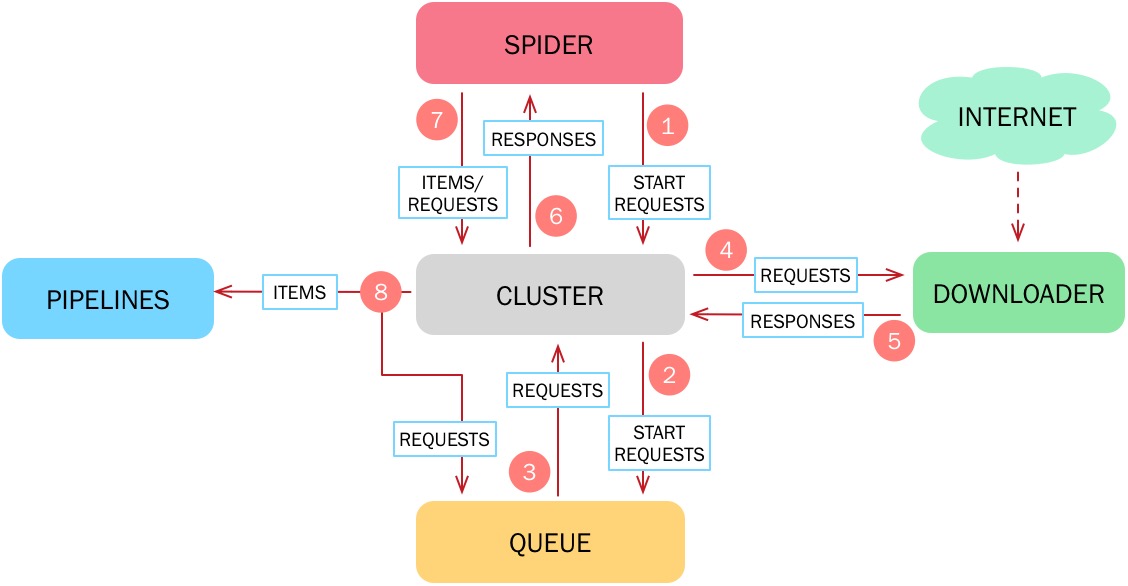 SPIDER
7
1
INTERNET
RESPONSES
ITEMS/
REQUESTS
START
REQUESTS
6
4
REQUESTS
PIPELINES
ITEMS
8
CLUSTER
DOWNLOADER
RESPONSES
5
2
REQUESTS
REQUESTS
START
REQUESTS
3
QUEUE